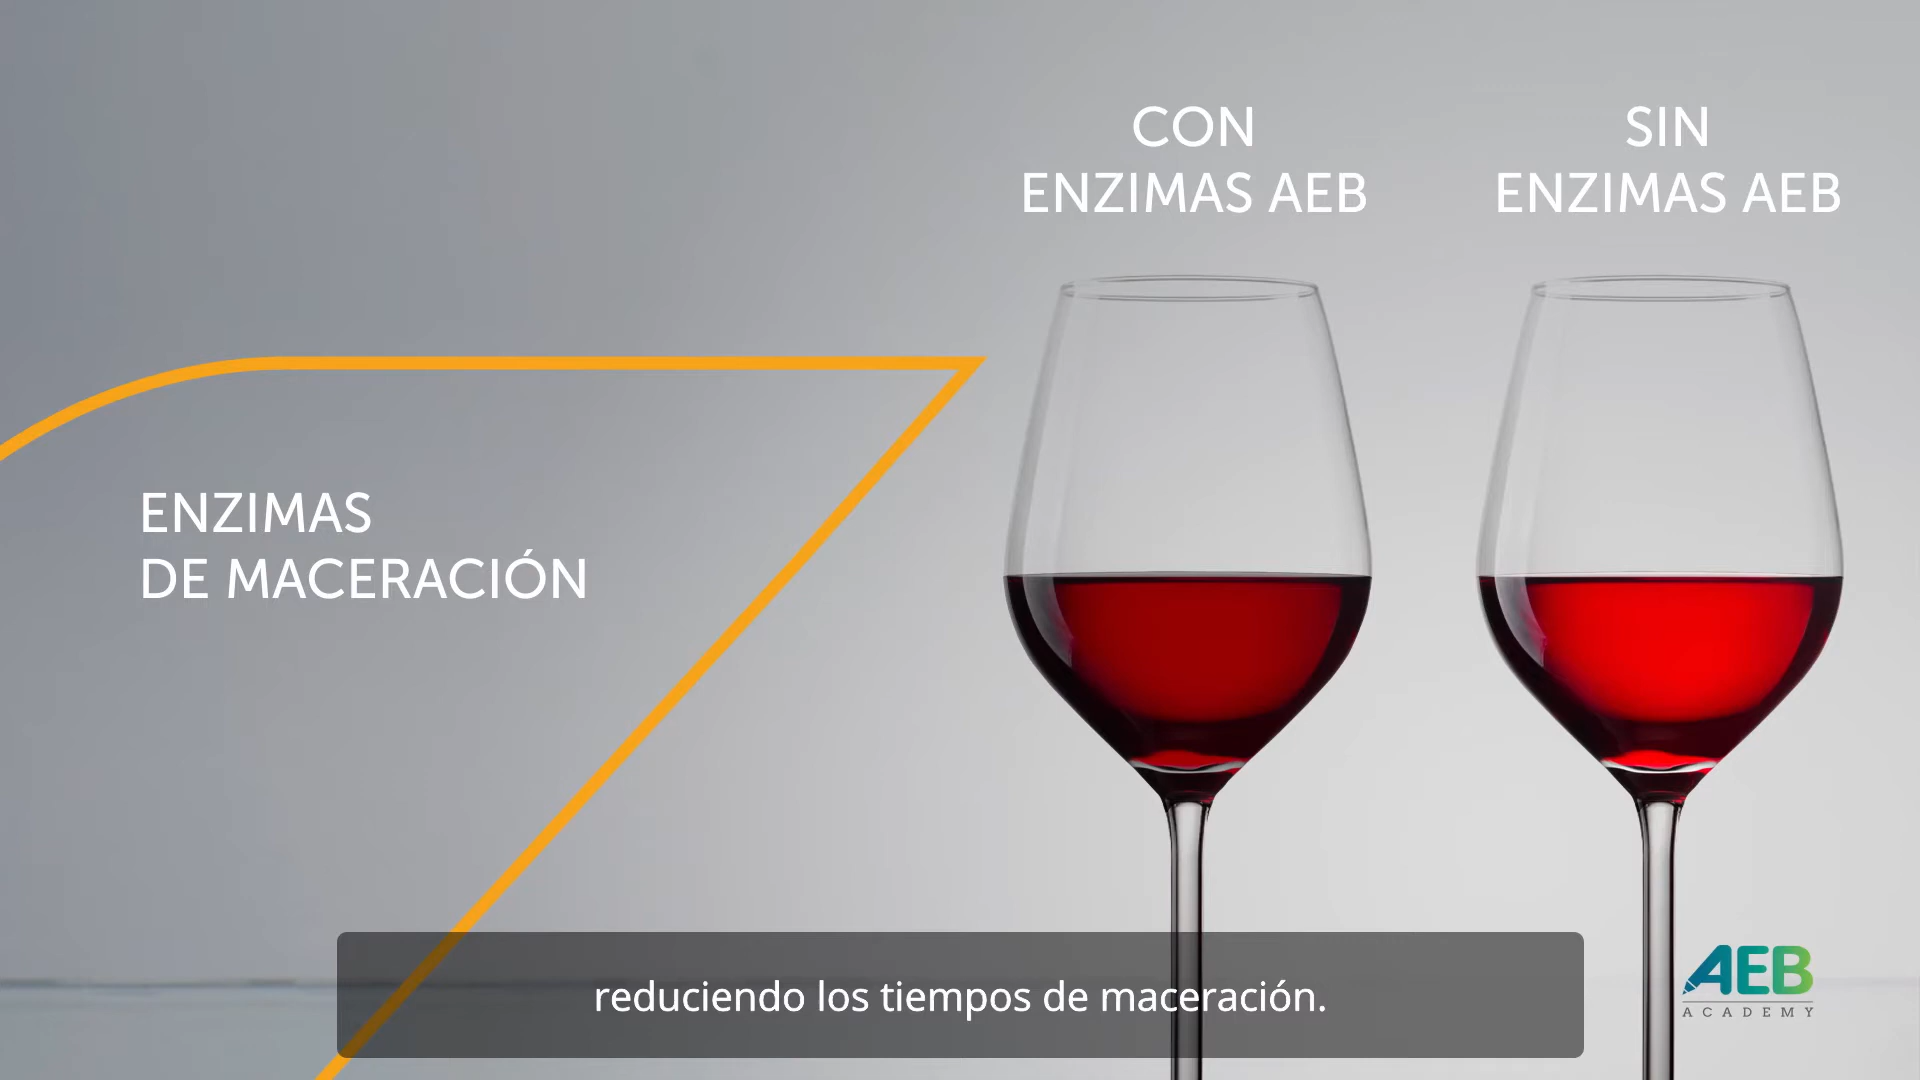 CON
ENZIMAS AEB
SIN
ENZIMAS AEB
ENZIMAS
DE MACERACIÓN
reduciendo los tiempos de maceración.
AEB
ACADEMY